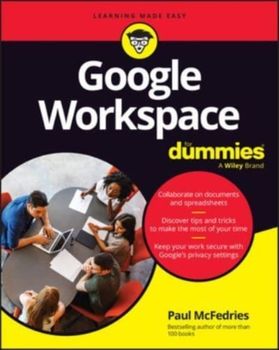 LEARNING MADE EASY
Google
Workspace
for
dummies
A Wiley Brand
Collaborate on documents
and spreadsheets
Discover tips and tricks
to make the most of your time
Keep your work secure with
Google's privacy settings
Paul McFedries
Bestselling author of more than
100 books